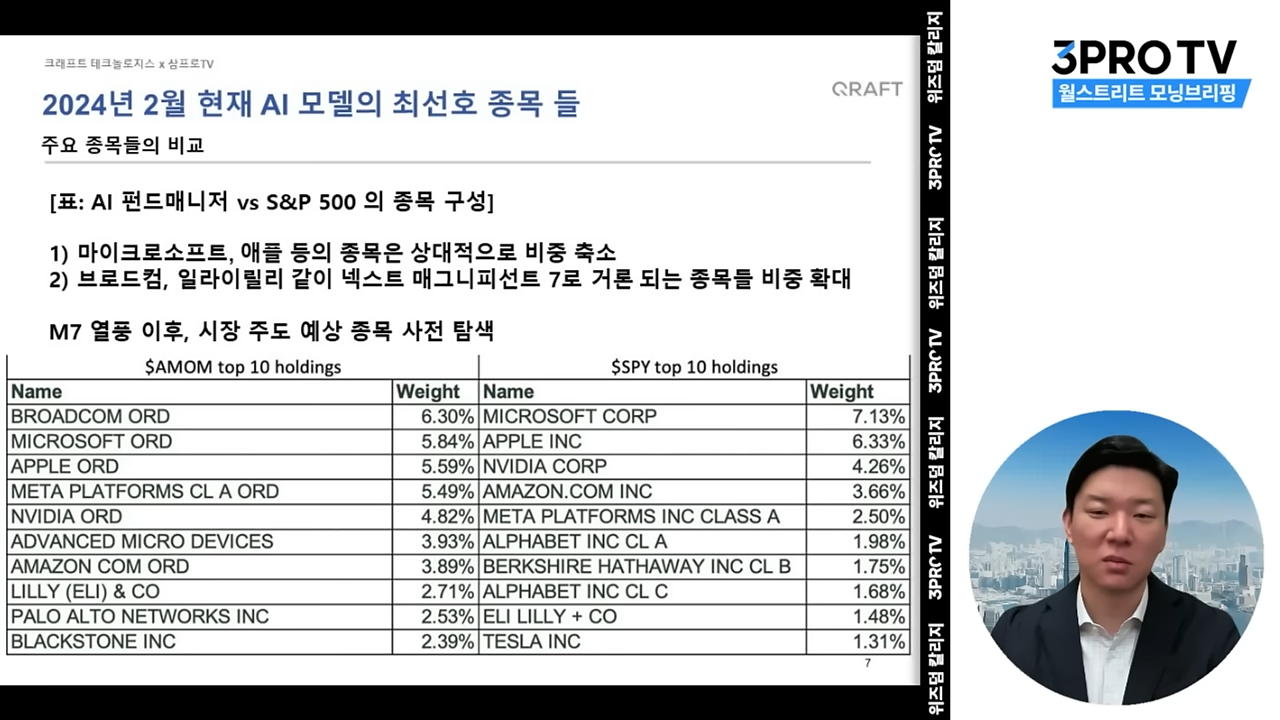 크래프트 테크놀로지스 x 삼프로TV
QRAFT
2024년 2월 현재 AI 모델의 최선호 종목 들
주요 종목들의 비교
[표: AI 펀드매니저 vs S&P 500 의 종목 구성]
1) 마이크로소프트, 애플 등의 종목은 상대적으로 비중 축소
2) 브로드컴, 일라이릴리 같이 넥스트 매그니피선트 7로 거론 되는 종목들 비중 확대
M7 열풍 이후, 시장 주도 예상 종목 사전 탐색
$AMOM top 10 holdings $SPY top 10 holdings
Name Weight Name Weight
BROADCOM ORD 6.30% MICROSOFT CORP 7.13%
MICROSOFT ORD 5.84% APPLE INC 6.33%
APPLE ORD 5.59% NVIDIA CORP 4.26%
META PLATFORMS CL A ORD 5.49% AMAZON.COM INC 3.66%
NVIDIA ORD 4.82% META PLATFORMS INC CLASS A 2.50%
ADVANCED MICRO DEVICES 3.93% ALPHABET INC CL A 1.98%
AMAZON COM ORD 3.89% BERKSHIRE HATHAWAY INC CL B 1.75%
LILLY (ELI) & CO 2.71% ALPHABET INC CL C 1.68%
PALO ALTO NETWORKS INC 2.53% ELI LILLY + CO 1.48%
BLACKSTONE INC 2.39% TESLA INC 1.31%
7
위즈덤 칼리지 3PROTV 위즈덤 칼리지 3PROTV 위즈덤 칼리지 3PROTV 위즈덤 칼리지
3PROTV
월스트리트 모닝브리핑